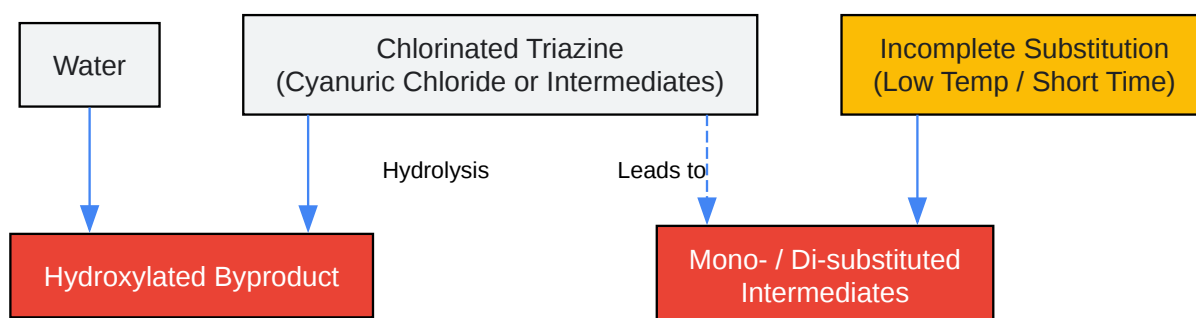 Water
Chlorinated Triazine
(Cyanuric Chloride or Intermediates)
Incomplete Substitution
(Low Temp / Short Time)
Hydrolysis
Leads to
Hydroxylated Byproduct
Mono- / Di-substituted
Intermediates